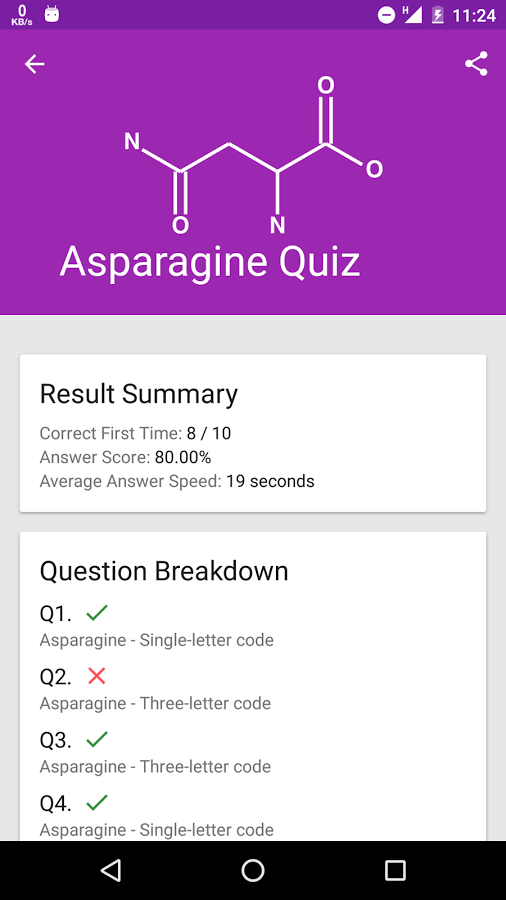 0
KB/s
H
11:24
O
N
O
O
N
Asparagine Quiz
Result Summary
Correct First Time: 8 / 10
Answer Score: 80.00%
Average Answer Speed: 19 seconds
Question Breakdown
Q1.
Asparagine - Single-letter code
Q2.
Asparagine - Three-letter code
Q3.
Asparagine - Three-letter code
Q4.
Asparagine - Single-letter code